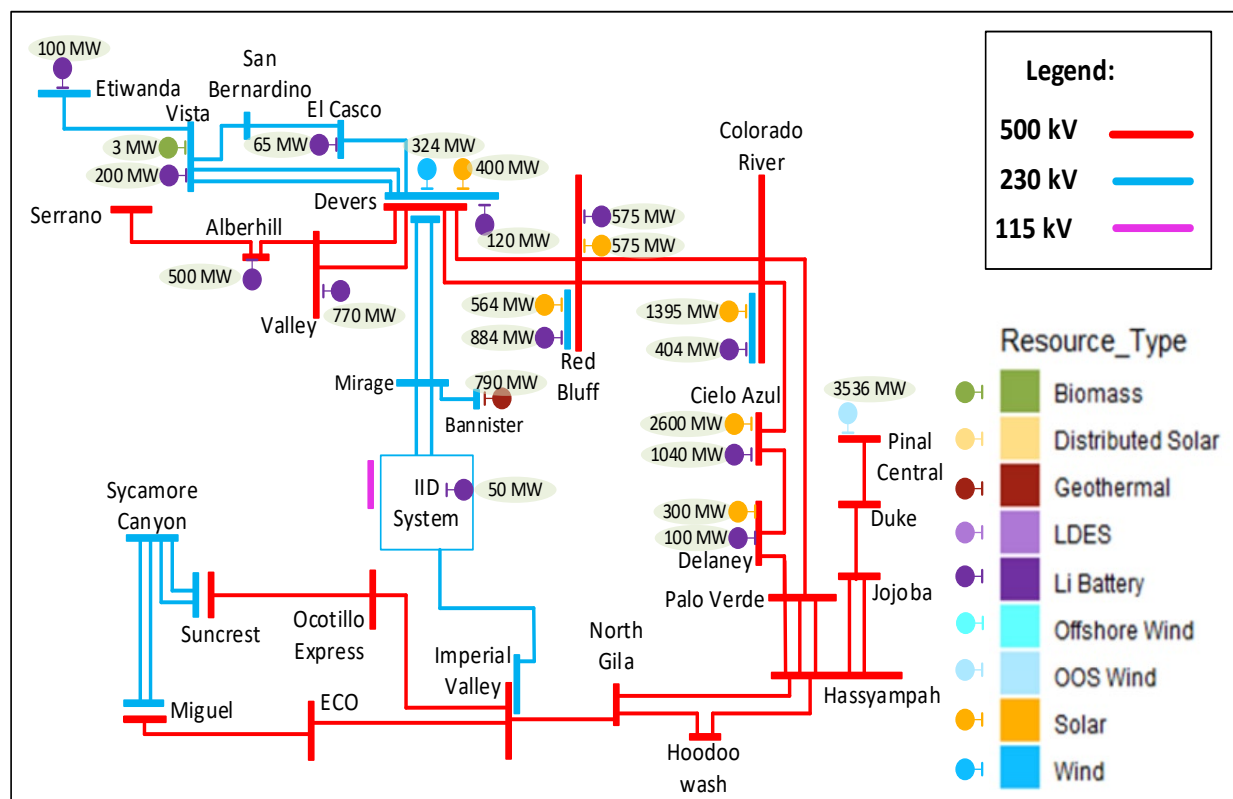 100 MW
Etiwanda
San
Bernardino
Vista
El Casco
3 MW
65 MW
200 MW
324 MW
400 MW
Devers
120 MW
Serrano
Alberhill
500 MW
Valley
770 MW
Colorado
River
575 MW
575 MW
564 MW
884 MW
Red
Bluff
1395 MW
404 MW
Mirage
790 MW
Bannister
Cielo Azul
2600 MW
1040 MW
3536 MW
Pinal
Central
IID
System
50 MW
300 MW
100 MW
Delaney
Duke
Palo Verde
Jojoba
Sycamore
Canyon
Suncrest
Ocotillo
Express
Imperial
Valley
North
Gila
Hassyampah
Miguel
ECO
Hoodoo
wash
Legend:
500 kV
230 kV
115 kV
Resource_Type
Biomass
Distributed Solar
Geothermal
LDES
Li Battery
Offshore Wind
OOS Wind
Solar
Wind